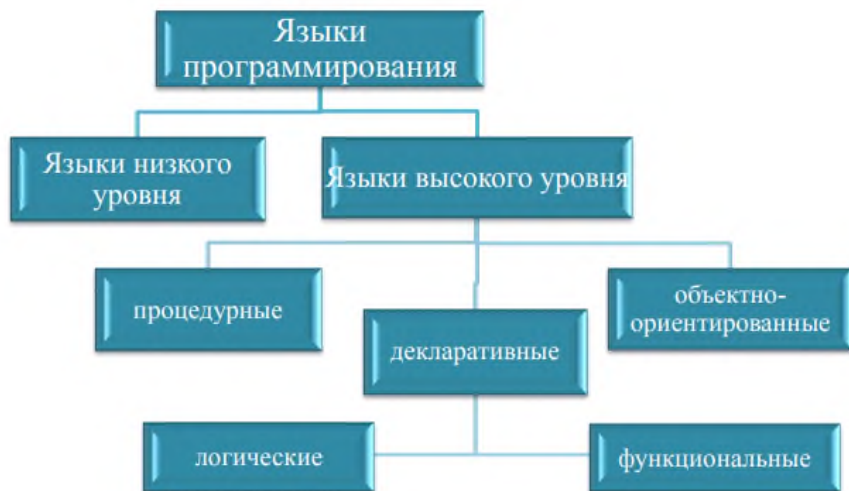 Языки
программирования
Языки низкого
уровня
Языки высокого уровня
процедурные
декларативные
объектно-
ориентированные
логические
функциональные